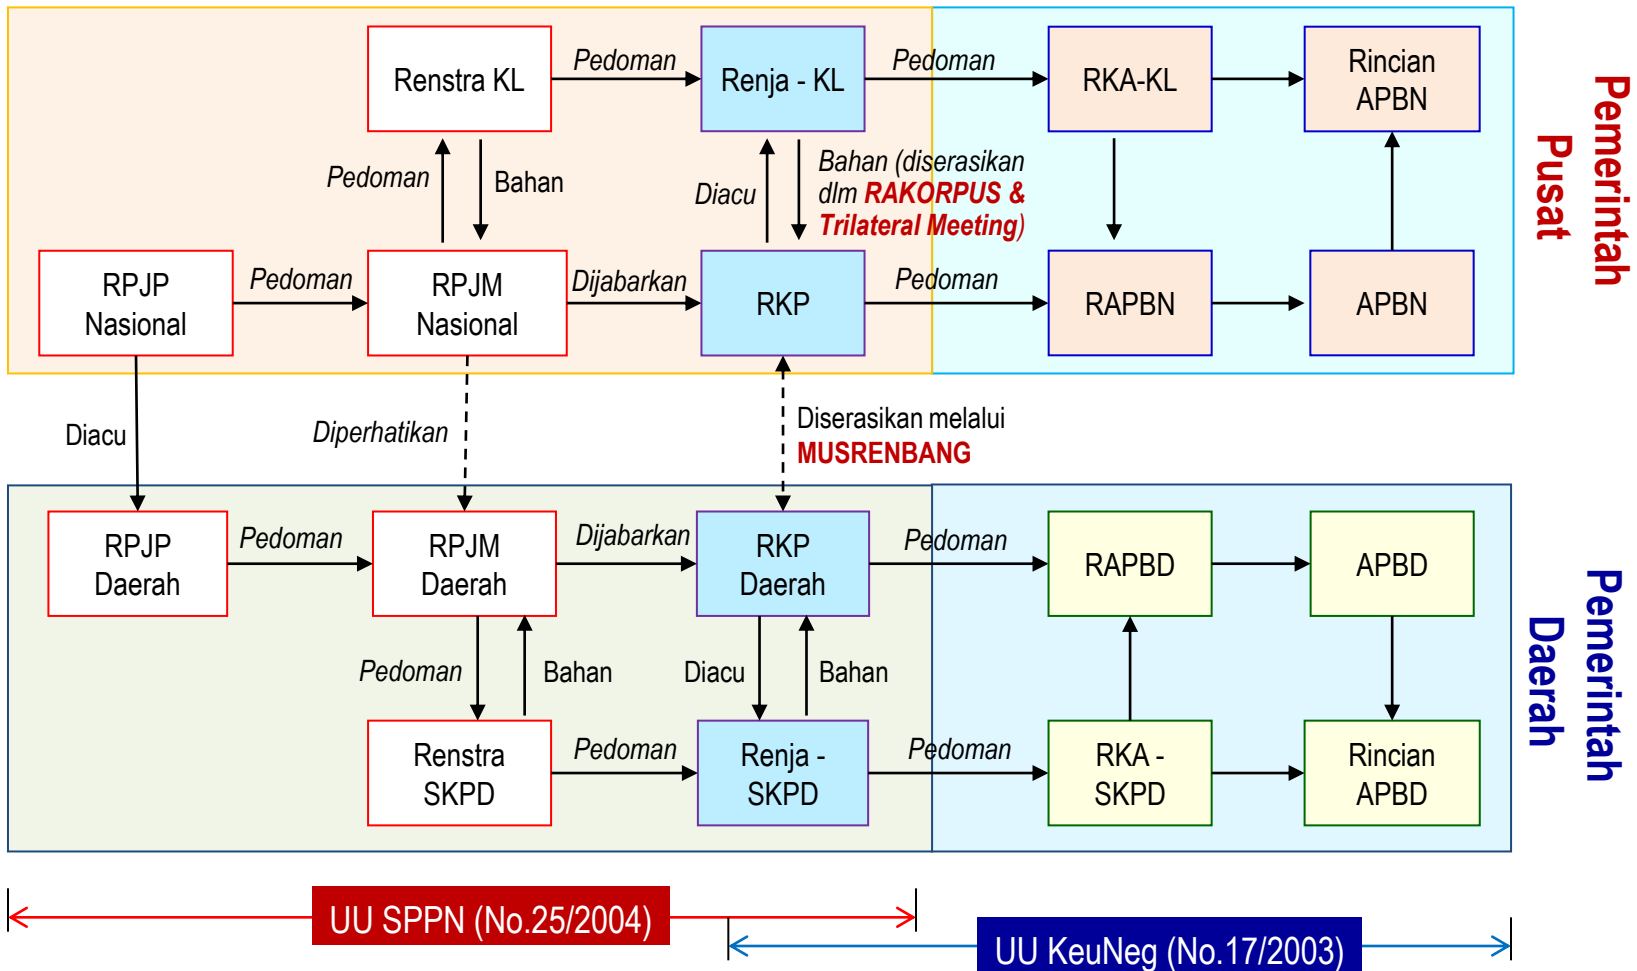 Renstra KL
Pedoman
Renja - KL
Pedoman
RKA-KL
Rincian
APBN
Pemerintah
Pusat
Pedoman
Bahan
Diacu
Bahan (diserasikan
dlm RAKORPUS &
Trilateral Meeting)
RPJP
Nasional
Pedoman
RPJM
Nasional
Dijabarkan
RKP
Pedoman
RAPBN
APBN
Diacu
Diperhatikan
Diserasikan melalui
MUSRENBANG
RPJP
Daerah
Pedoman
RPJM
Daerah
Dijabarkan
RKP
Daerah
Pedoman
RAPBD
APBD
Pemerintah
Daerah
Pedoman
Bahan
Diacu
Bahan
Renstra
SKPD
Pedoman
Renja -
SKPD
Pedoman
RKA -
SKPD
Rincian
APBD
UU SPPN (No.25/2004)
UU KeuNeg (No.17/2003)